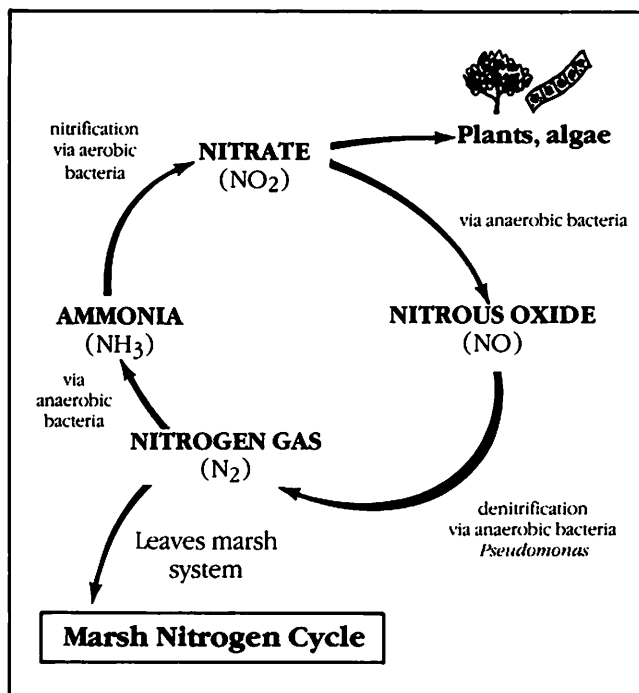 Plants, algae
nitrification
via aerobic
bacteria
NITRATE
(NO2)
via anaerobic bacteria
AMMONIA
(NH3)
NITROUS OXIDE
(NO)
via
anaerobic
bacteria
NITROGEN GAS
(N2)
denitrification
via anaerobic bacteria
Pseudomonas
Leaves marsh
system
Marsh Nitrogen Cycle